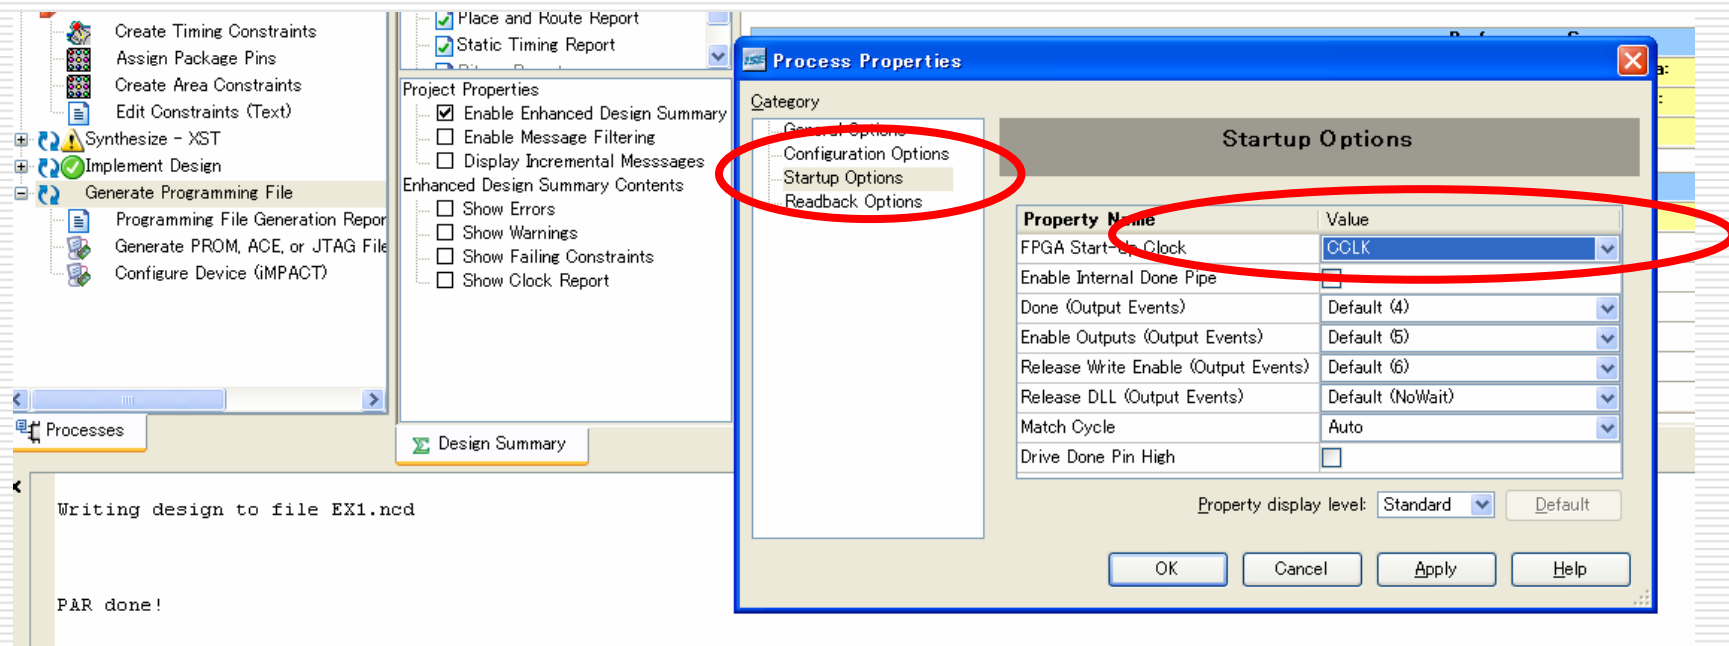 Create Timing Constraints
Assign Package Pins
Create Area Constraints
Edit Constraints (Text)
Synthesize - XST
Implement Design
Generate Programming File
Programming File Generation Repor
Generate PROM, ACE, or JTAG File
Configure Device (iMPACT)
Processes
Place and Route Report
Static Timing Report
Project Properties
Enable Enhanced Design Summary
Enable Message Filtering
Display Incremental Messsages
Enhanced Design Summary Contents
Show Errors
Show Warnings
Show Failing Constraints
Show Clock Report
Design Summary
Writing design to file EX1.ncd
PAR done!
ISE Process Properties
Category
General Options
Configuration Options
Startup Options
Readback Options
Startup Options
Property Name Value
FPGA Start-Up Clock CCLK
Enable Internal Done Pipe
Done (Output Events) Default (4)
Enable Outputs (Output Events) Default (5)
Release Write Enable (Output Events) Default (6)
Release DLL (Output Events) Default (NoWait)
Match Cycle Auto
Drive Done Pin High
Property display level: Standard Default
OK Cancel Apply Help